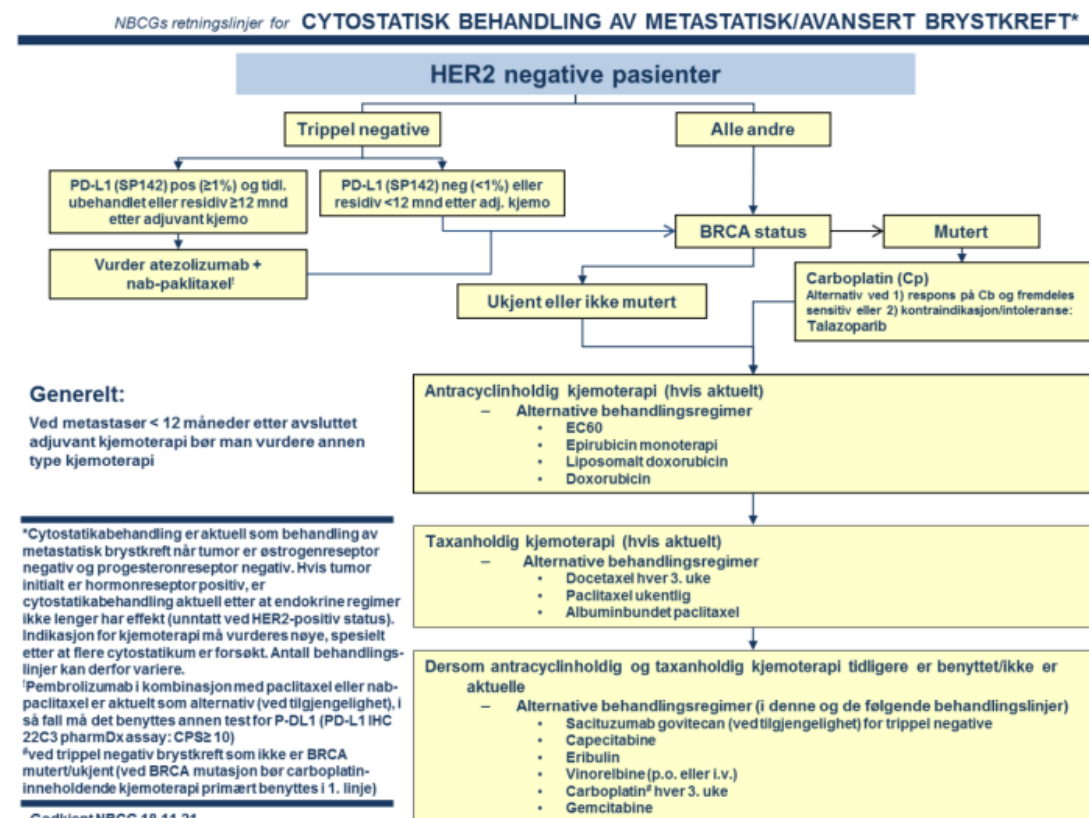 NBCGs retningslinjer for CYTOSTATISK BEHANDLING AV METASTATISK/AVANSERT BRYSTKREFT*
HER2 negative pasienter
Trippel negative
Alle andre
PD-L1 (SP142) pos (≥1%) og tidl.
ubehandlet eller residiv ≥12 mnd
etter adjuvant kjemo
PD-L1 (SP142) neg (<1%) eller
residiv <12 mnd etter adj. kjemo
BRCA status
Mutert
Vurder atezolizumab +
nab-paklitaxel!
Ukjent eller ikke mutert
Carboplatin (Cp)
Alternativ ved 1) respons på Cb og fremdeles
sensitiv eller 2) kontraindikasjon/intoleranse:
Talazoparib
Generelt:
Ved metastaser < 12 måneder etter avsluttet
adjuvant kjemoterapi bør man vurdere annen
type kjemoterapi
Antracyclinholdig kjemoterapi (hvis aktuelt)
– Alternative behandlingsregimer
• EC60
• Epirubicin monoterapi
• Liposomalt doxorubicin
• Doxorubicin
Taxanholdig kjemoterapi (hvis aktuelt)
– Alternative behandlingsregimer
• Docetaxel hver 3. uke
• Paclitaxel ukentlig
• Albuminbundet paclitaxel
Dersom antracyclinholdig og taxanholdig kjemoterapi tidligere er benyttet/ikke er
aktuelle
– Alternative behandlingsregimer (i denne og de følgende behandlingslinjer)
• Sacituzumab govitecan (ved tilgjengelighet) for trippel negative
• Capecitabine
• Eribulin
• Vinorelbine (p.o. eller i.v.)
• Carboplatin# hver 3. uke
• Gemcitabine
*Cytostatikabehandling er aktuell som behandling av
metastatisk brystkreft når tumor er østrogenreseptor
negativ og progesteronreseptor negativ. Hvis tumor
initialt er hormonreseptor positiv, er
cytostatikabehandling aktuell etter at endokrine regimer
ikke lenger har effekt (unntatt ved HER2-positiv status).
Indikasjon for kjemoterapi må vurderes nøye, spesielt
etter at flere cytostatikum er forsøkt. Antall behandlings-
linjer kan derfor variere.
!Pembrolizumab i kombinasjon med paclitaxel eller nab-
paclitaxel er aktuelt som alternativ (ved tilgjengelighet), i
så fall må det benyttes annen test for P-DL1 (PD-L1 IHC
22C3 pharmDx assay: CPS≥ 10)
#ved trippel negativ brystkreft som ikke er BRCA
mutert/ukjent (ved BRCA mutasjon bør carboplatin-
inneholdende kjemoterapi primært benyttes i 1. linje)
Godkjent NBCG 18.11.21